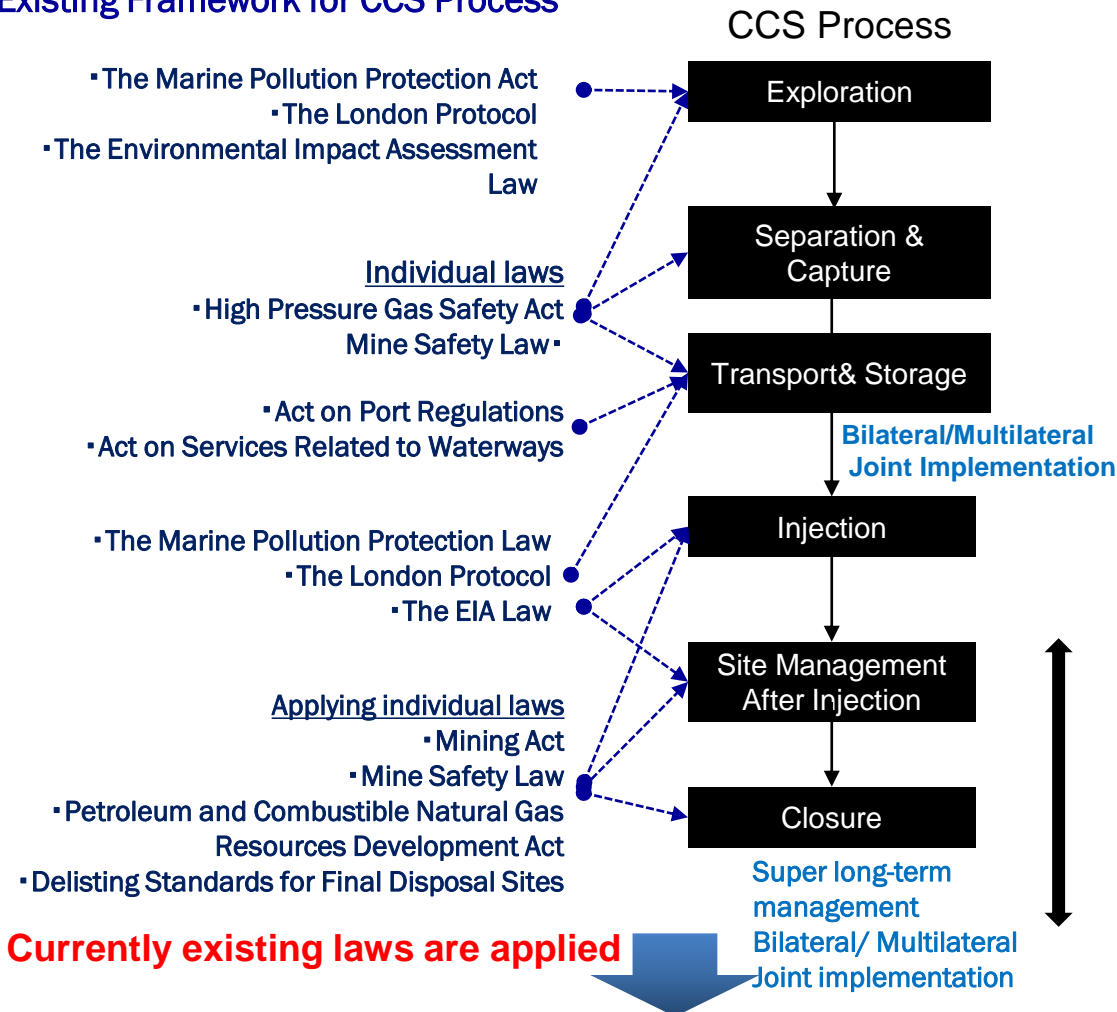 Existing Framework for CCS Process
CCS Process
▪The Marine Pollution Protection Act
▪The London Protocol
▪The Environmental Impact Assessment
Law
Exploration
Separation &
Capture
Individual laws
▪High Pressure Gas Safety Act
Mine Safety Law▪
Transport& Storage
▪Act on Port Regulations
▪Act on Services Related to Waterways
Bilateral/Multilateral
Joint Implementation
Injection
▪The Marine Pollution Protection Law
▪The London Protocol
▪The EIA Law
Site Management
After Injection
Applying individual laws
▪Mining Act
▪Mine Safety Law
▪Petroleum and Combustible Natural Gas
Resources Development Act
▪Delisting Standards for Final Disposal Sites
Closure
Super long-term
management
Bilateral/ Multilateral
Joint implementation
Currently existing laws are applied